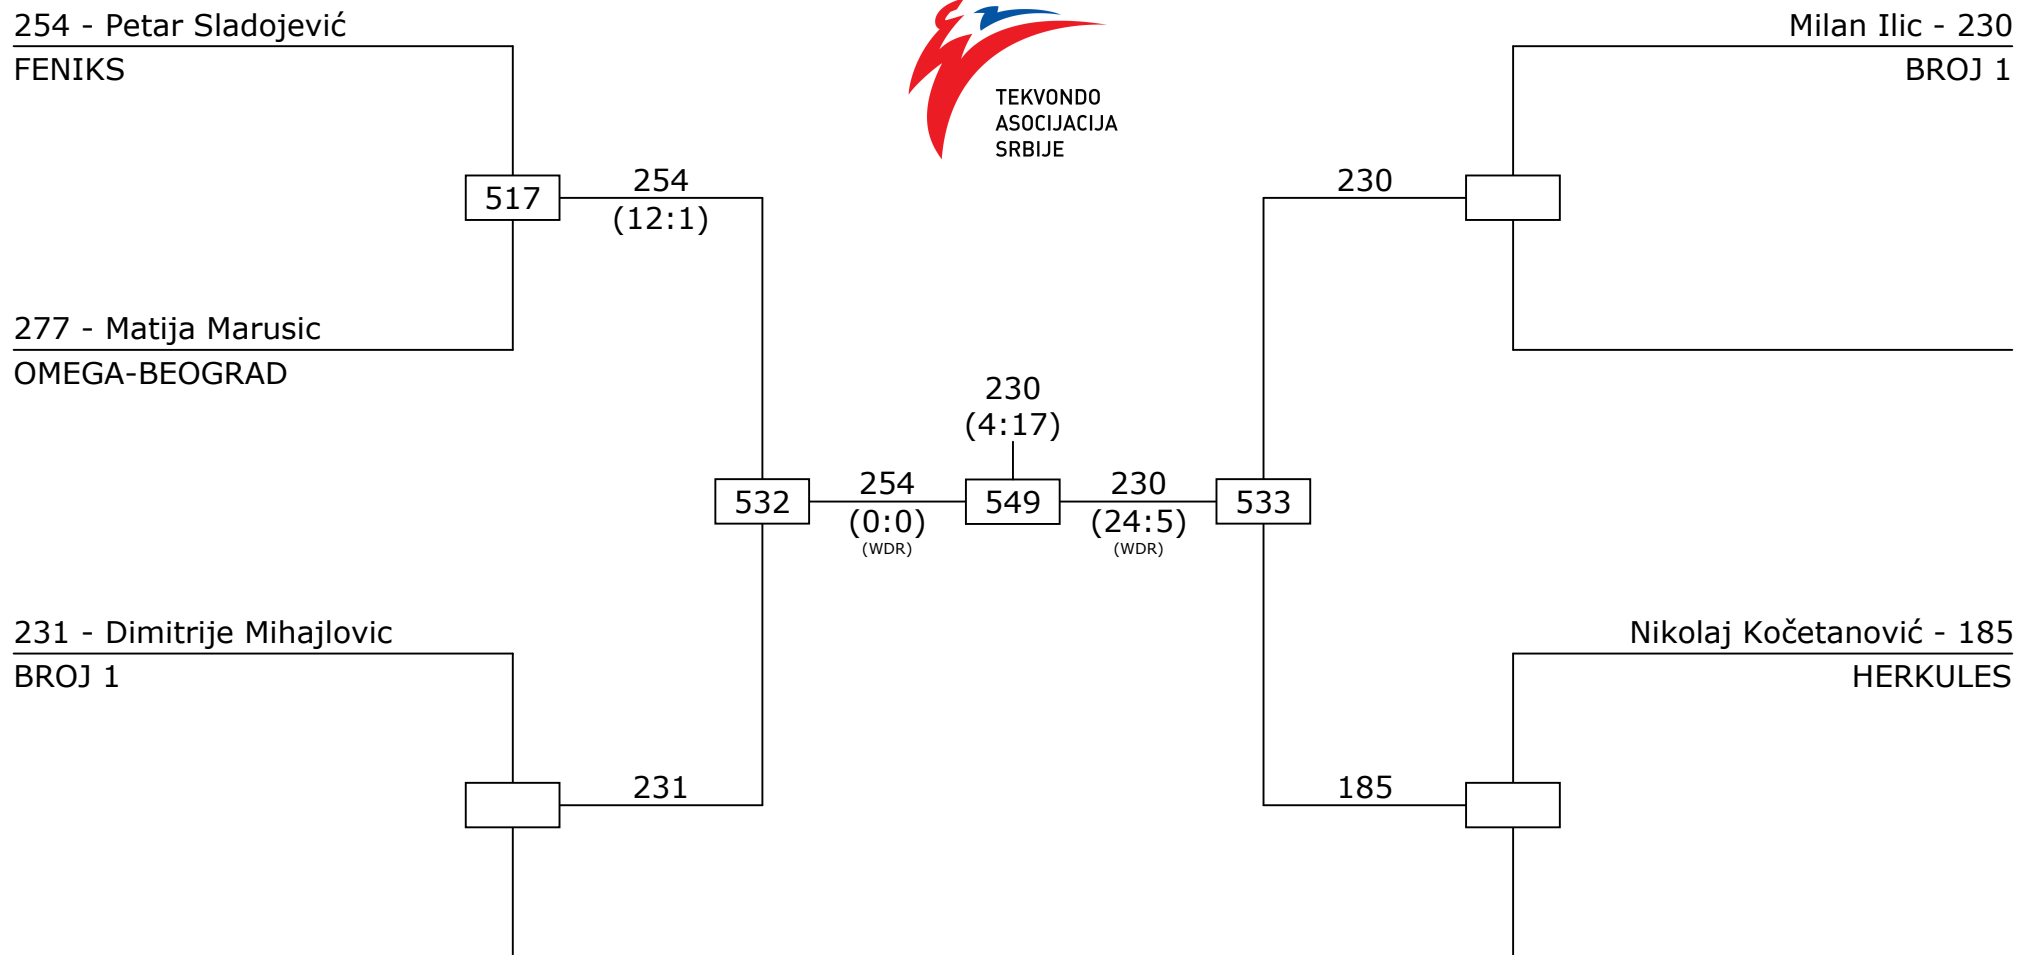 254 - Petar Sladojević
FENIKS
TEKVONDO
ASOCIJACIJA
SRBIJE
Milan Ilic - 230
BROJ 1
517
254
(12:1)
230
277 - Matija Marusic
OMEGA-BEOGRAD
230
(4:17)
532
254
(0:0)
(WDR)
549
230
(24:5)
(WDR)
533
231 - Dimitrije Mihajlovic
BROJ 1
Nikolaj Kočetanović - 185
HERKULES
231
185